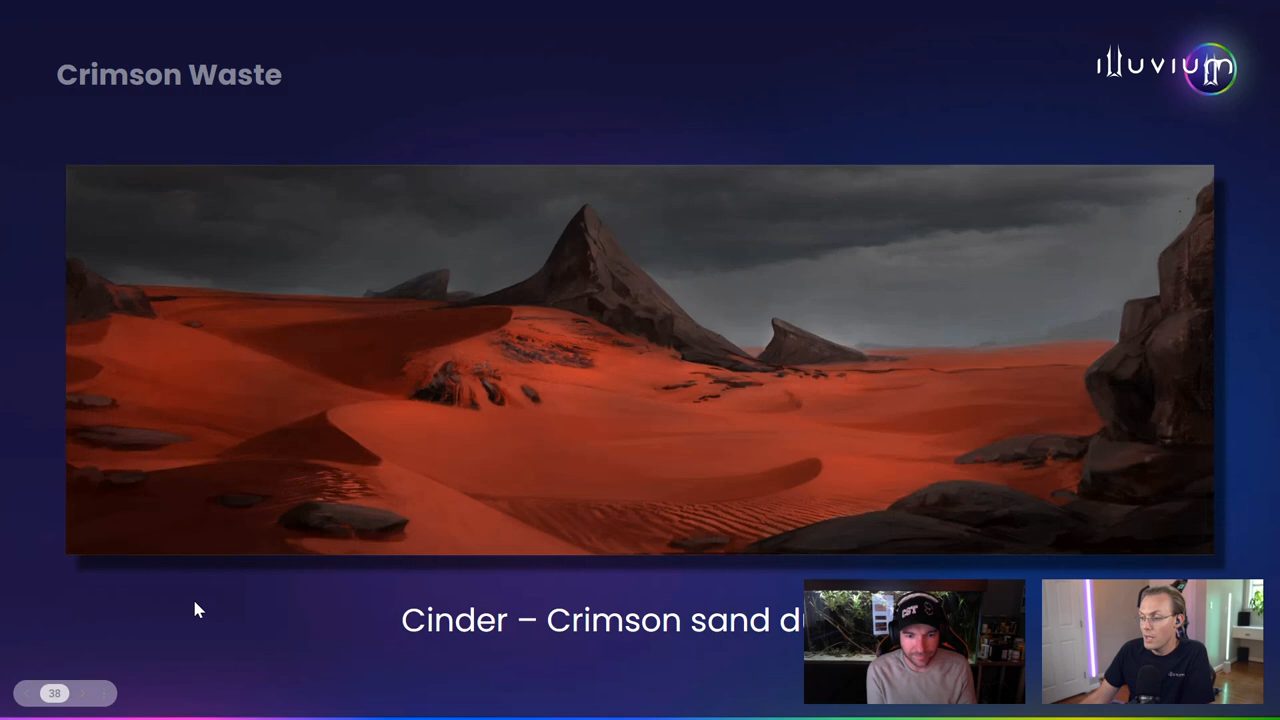 Crimson Waste
illuvium
Cinder – Crimson sand
38